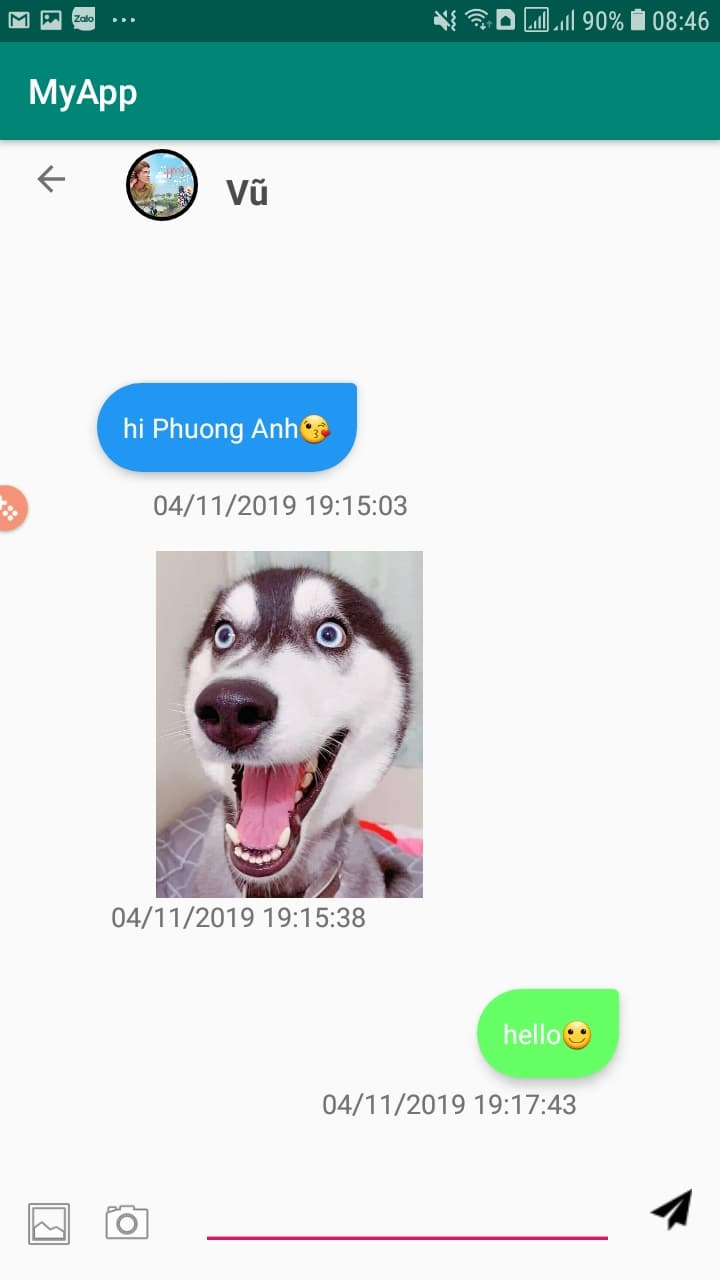 Zalo
90% 08:46
MyApp
Vũ
hi Phuong Anh😘
04/11/2019 19:15:03
04/11/2019 19:15:38
hello🙂
04/11/2019 19:17:43